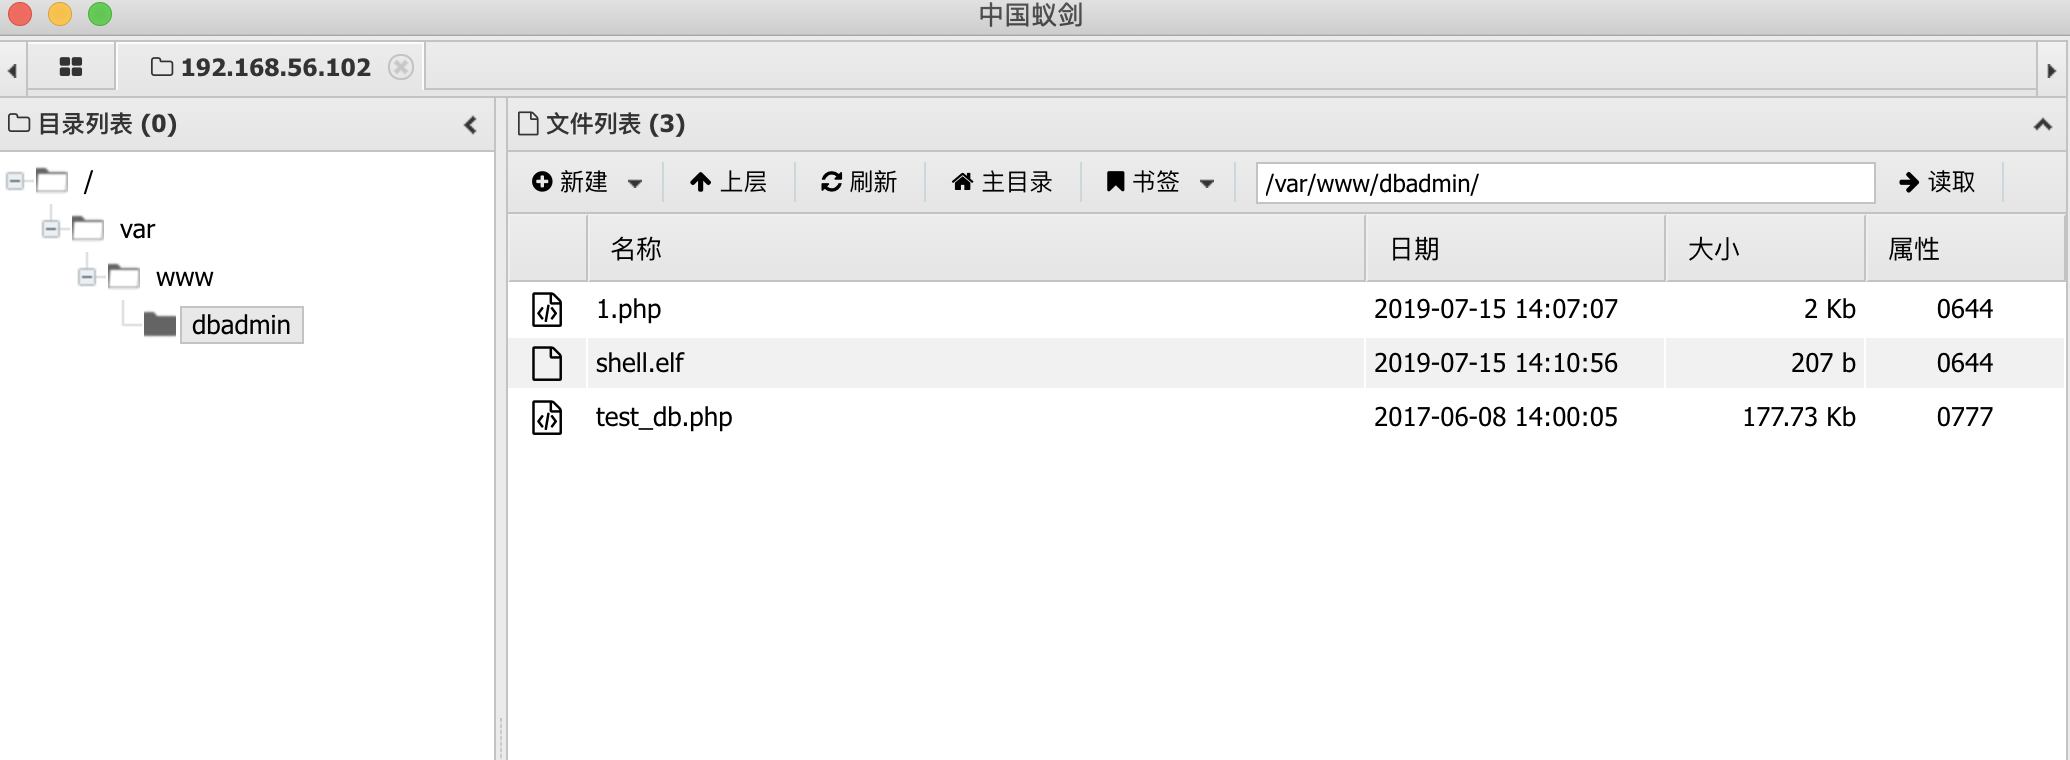 中国蚁剑
192.168.56.102
目录列表 (0)
文件列表 (3)
新建 上层 刷新 主目录 书签 /var/www/dbadmin/ 读取
/
var
www
dbadmin
名称 日期 大小 属性
1.php 2019-07-15 14:07:07 2 Kb 0644
shell.elf 2019-07-15 14:10:56 207 b 0644
test_db.php 2017-06-08 14:00:05 177.73 Kb 0777